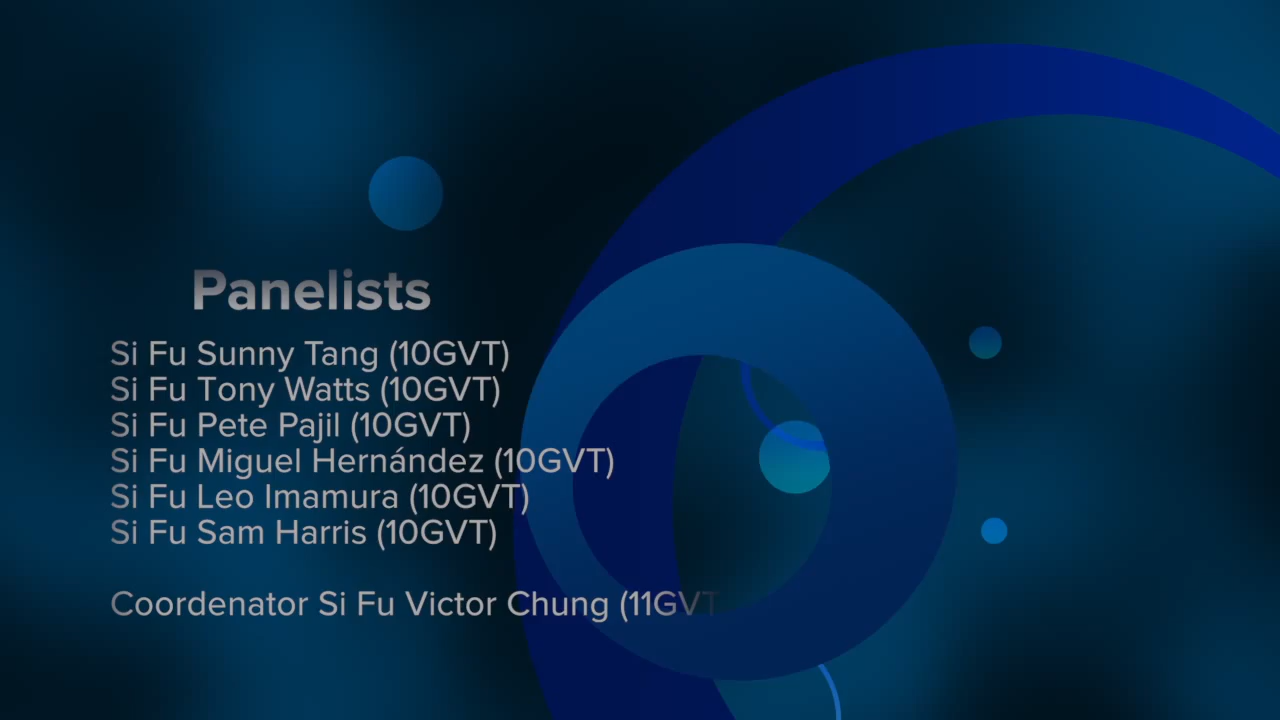 Panelists
Si Fu Sunny Tang (10GVT)
Si Fu Tony Watts (10GVT)
Si Fu Pete Pajil (10GVT)
Si Fu Miguel Hernández (10GVT)
Si Fu Leo Imamura (10GVT)
Si Fu Sam Harris (10GVT)
Coordenator Si Fu Victor Chung (11GVT